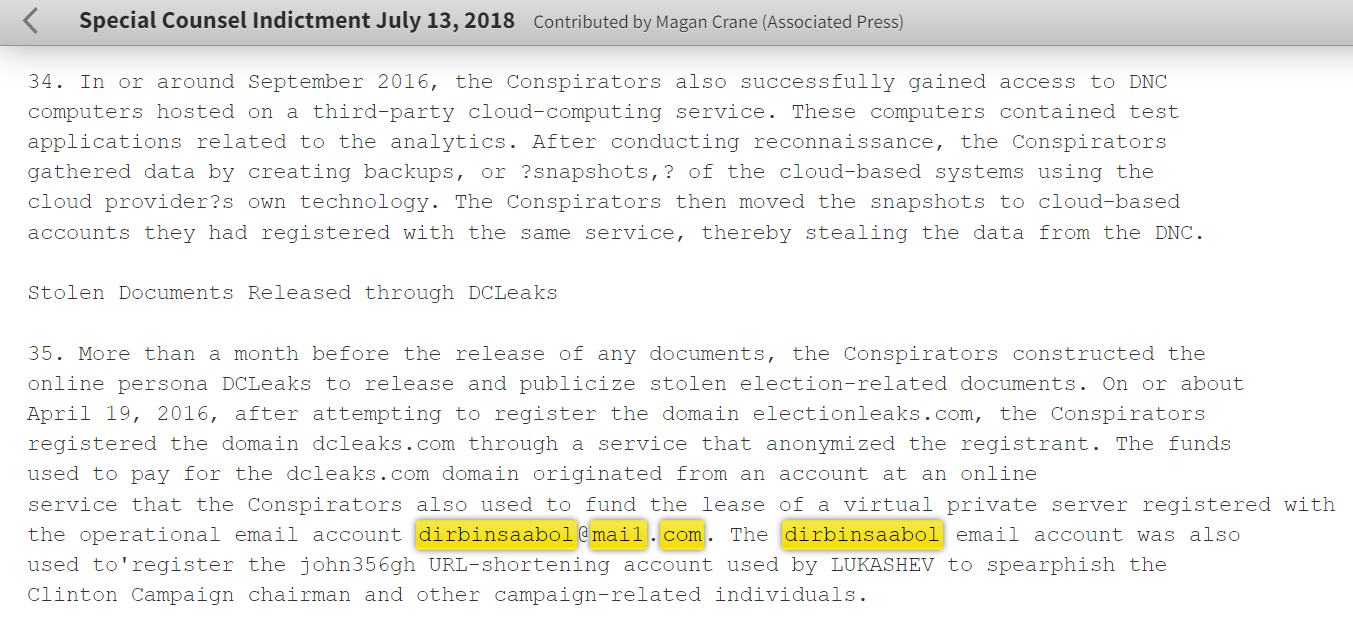 Special Counsel Indictment July 13, 2018 Contributed by Magan Crane (Associated Press)
34. In or around September 2016, the Conspirators also successfully gained access to DNC
computers hosted on a third-party cloud-computing service. These computers contained test
applications related to the analytics. After conducting reconnaissance, the Conspirators
gathered data by creating backups, or ?snapshots,? of the cloud-based systems using the
cloud provider?s own technology. The Conspirators then moved the snapshots to cloud-based
accounts they had registered with the same service, thereby stealing the data from the DNC.
Stolen Documents Released through DCLeaks
35. More than a month before the release of any documents, the Conspirators constructed the
online persona DCLeaks to release and publicize stolen election-related documents. On or about
April 19, 2016, after attempting to register the domain electionleaks.com, the Conspirators
registered the domain dcleaks.com through a service that anonymized the registrant. The funds
used to pay for the dcleaks.com domain originated from an account at an online
service that the Conspirators also used to fund the lease of a virtual private server registered with
the operational email account dirbinsaabol@mai1.com. The dirbinsaabol email account was also
used to'register the john356gh URL-shortening account used by LUKASHEV to spearphish the
Clinton Campaign chairman and other campaign-related individuals.